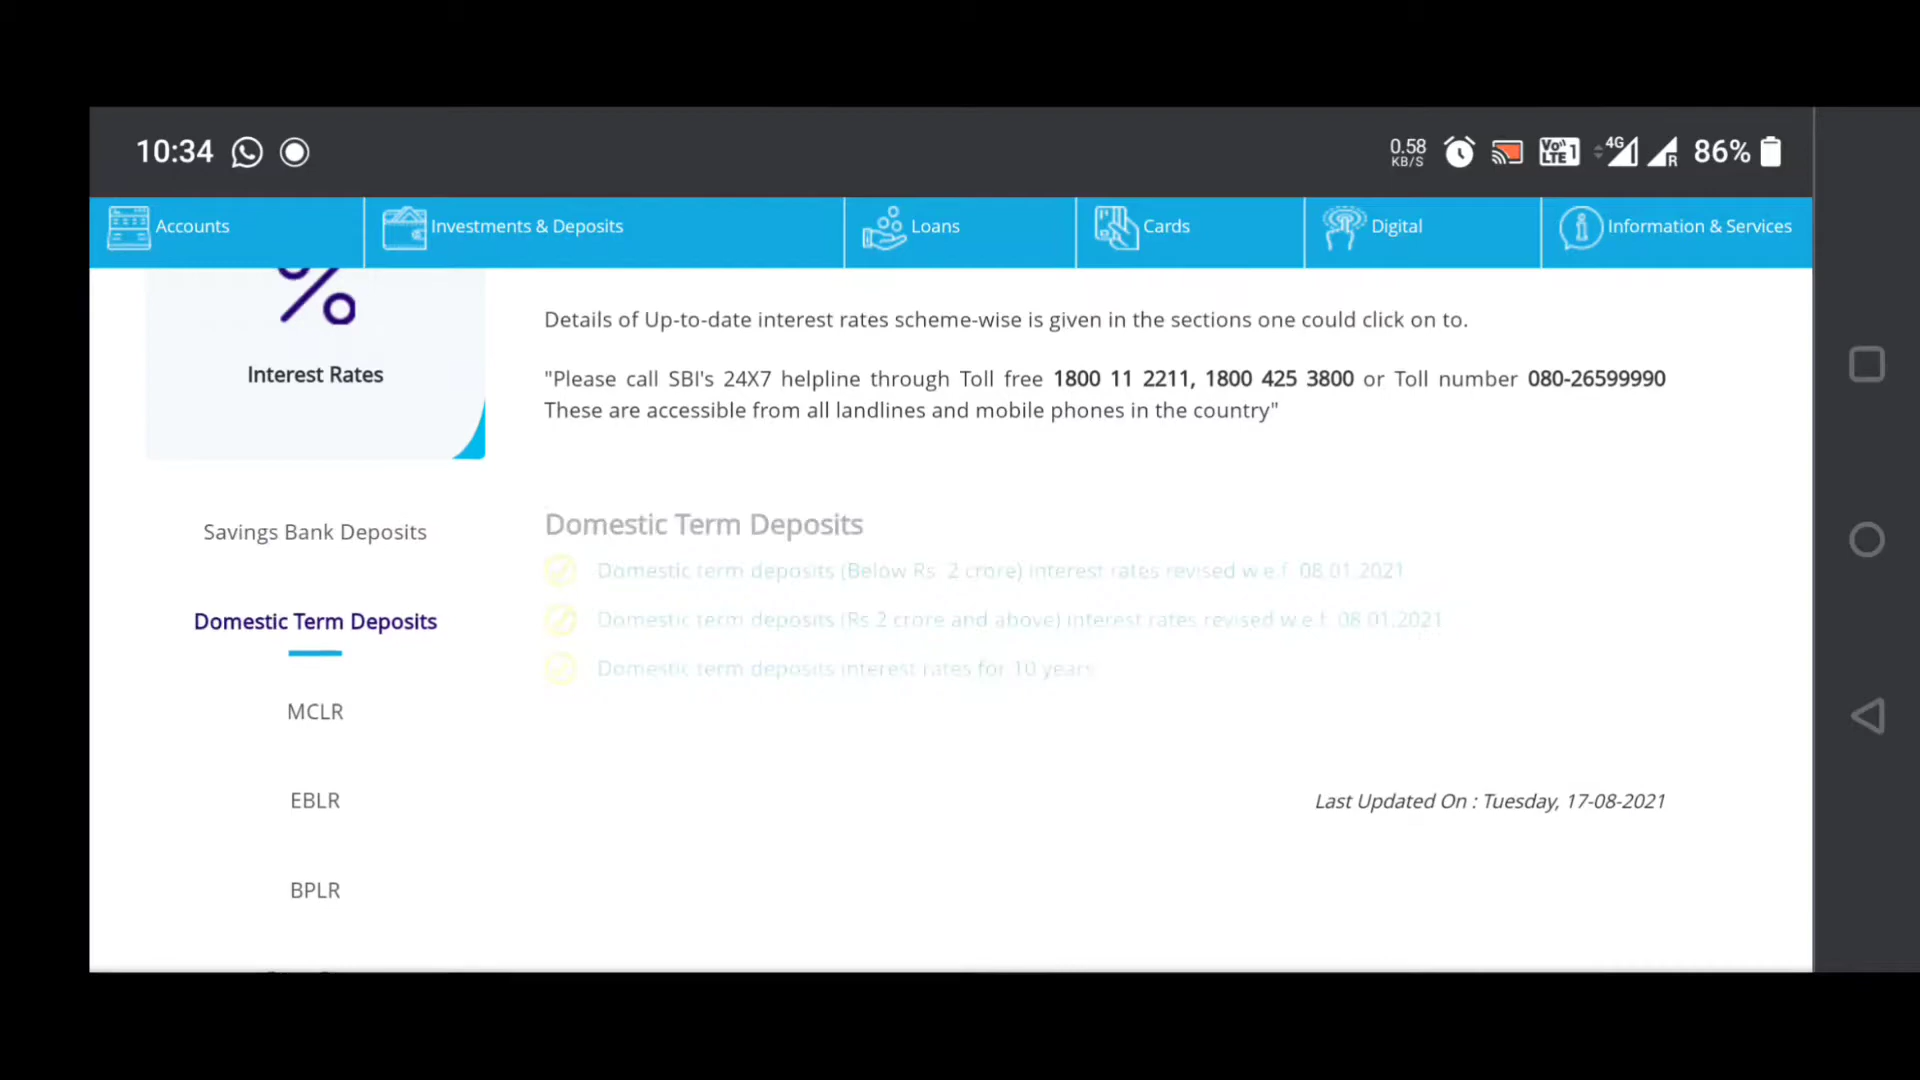 10:34
0.58
KB/S
Vo))
LTE 1
4G
R
86%
Accounts
Investments & Deposits
Loans
Cards
Digital
Information & Services
%
Interest Rates
Details of Up-to-date interest rates scheme-wise is given in the sections one could click on to.
"Please call SBI's 24X7 helpline through Toll free 1800 11 2211, 1800 425 3800 or Toll number 080-26599990
These are accessible from all landlines and mobile phones in the country"
Savings Bank Deposits
Domestic Term Deposits
MCLR
EBLR
BPLR
Domestic Term Deposits
Domestic term deposits (Below Rs. 2 crore) interest rates revised w.e.f. 08.01.2021
Domestic term deposits (Rs.2 crore and above) interest rates revised w.e.f. 08.01.2021
Domestic term deposits interest rates for 10 years
Last Updated On : Tuesday, 17-08-2021